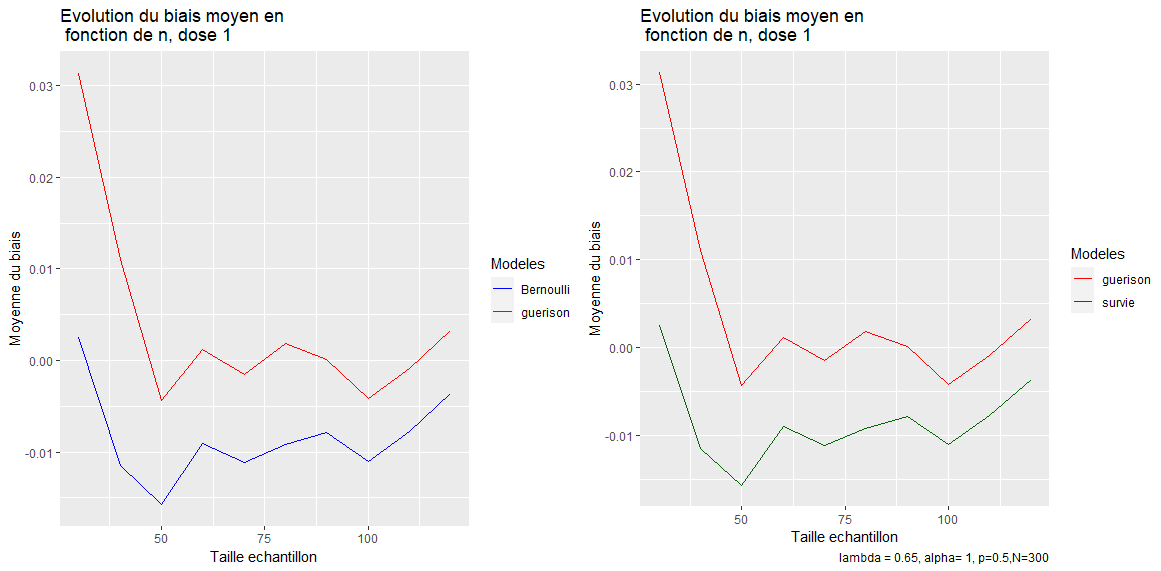 Evolution du biais moyen en
fonction de n, dose 1
Moyenne du biais
0.03
0.02
0.01
0.00
-0.01
50
75
100
Taille echantillon
Modeles
Bernoulli
guerison
Evolution du biais moyen en
fonction de n, dose 1
Moyenne du biais
0.03
0.02
0.01
0.00
-0.01
50
75
100
Taille echantillon
lambda = 0.65, alpha= 1, p=0.5,N=300
Modeles
guerison
survie